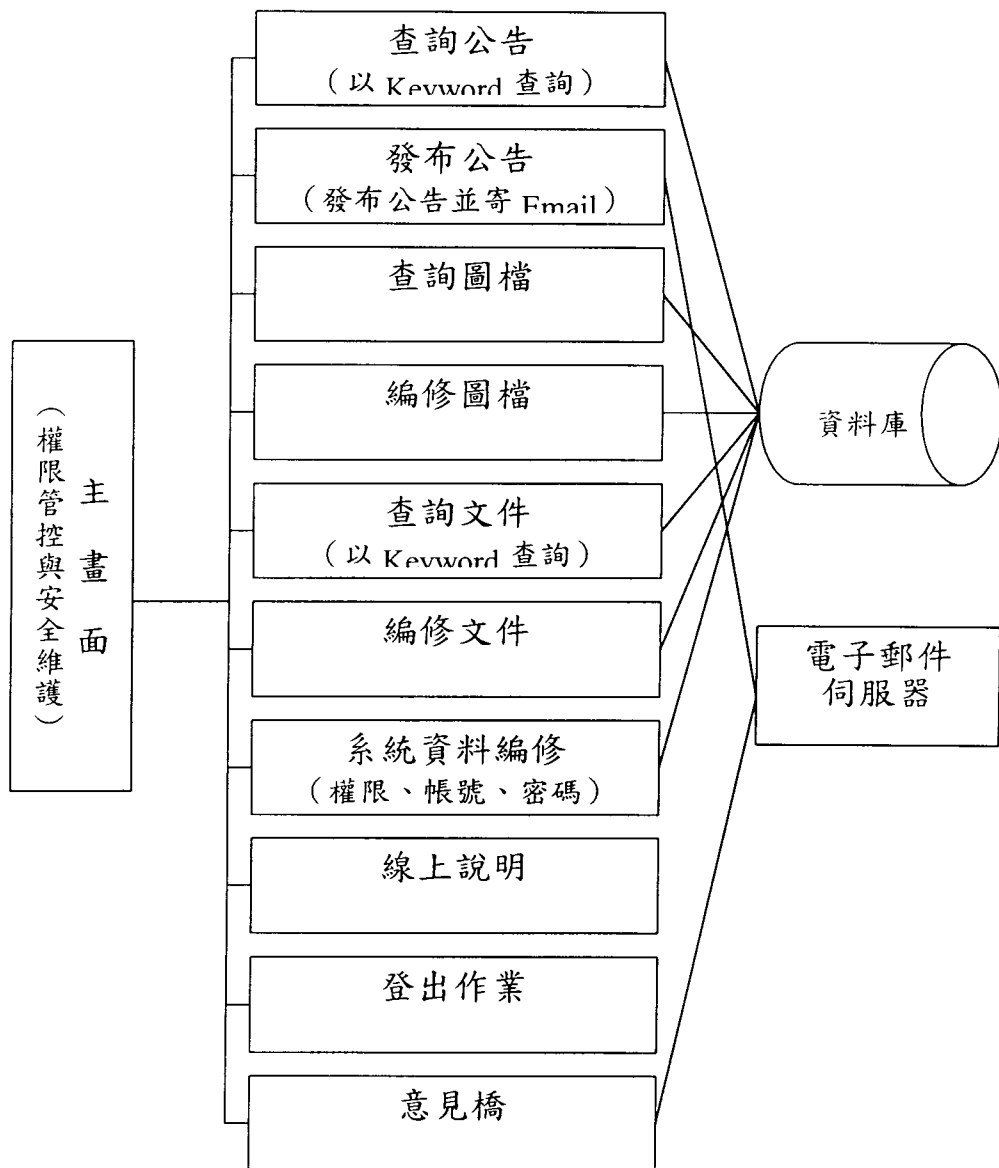 查詢公告
（以 Keyword 查詢）
發布公告
（發布公告並寄 Email）
查詢圖檔
編修圖檔
查詢文件
（以 Keyword 查詢）
編修文件
系統資料編修
（權限、帳號、密碼）
線上說明
登出作業
意見橋
主畫面
（權限管控與安全維護）
資料庫
電子郵件
伺服器